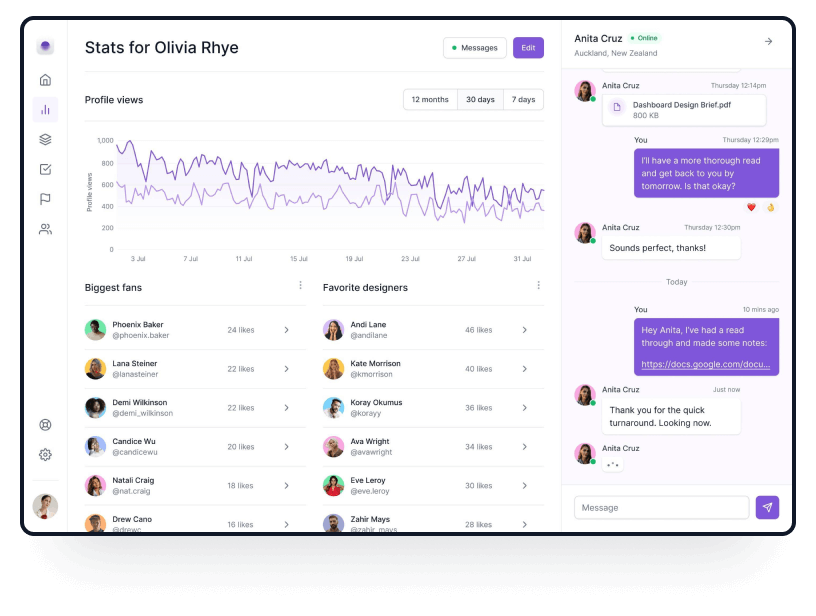 Stats for Olivia Rhye
Messages
Edit
Profile views
12 months
30 days
7 days
Profile views
1,000
800
600
400
200
0
3 Jul
7 Jul
11 Jul
15 Jul
19 Jul
23 Jul
27 Jul
31 Jul
Biggest fans
Phoenix Baker
@phoenix.baker
24 likes
Lana Steiner
@lanasteiner
22 likes
Demi Wilkinson
@demi_wilkinson
22 likes
Candice Wu
@candicewu
20 likes
Natali Craig
@nat.craig
18 likes
Drew Cano
@drewc
16 likes
Favorite designers
Andi Lane
@andilane
46 likes
Kate Morrison
@kmorrison
40 likes
Koray Okumus
@korayy
36 likes
Ava Wright
@avawright
34 likes
Eve Leroy
@eve.leroy
30 likes
Zahir Mays
@zahir_mays
28 likes
Anita Cruz
Online
Auckland, New Zealand
Anita Cruz
Thursday 12:14pm
Dashboard Design Brief.pdf
800 KB
You
Thursday 12:29pm
I'll have a more thorough read
and get back to you by
tomorrow. Is that okay?
Anita Cruz
Thursday 12:30pm
Sounds perfect, thanks!
Today
You
10 mins ago
Hey Anita, I've had a read
through and made some notes:
https://docs.google.com/docu...
Anita Cruz
Just now
Thank you for the quick
turnaround. Looking now.
Anita Cruz
Message